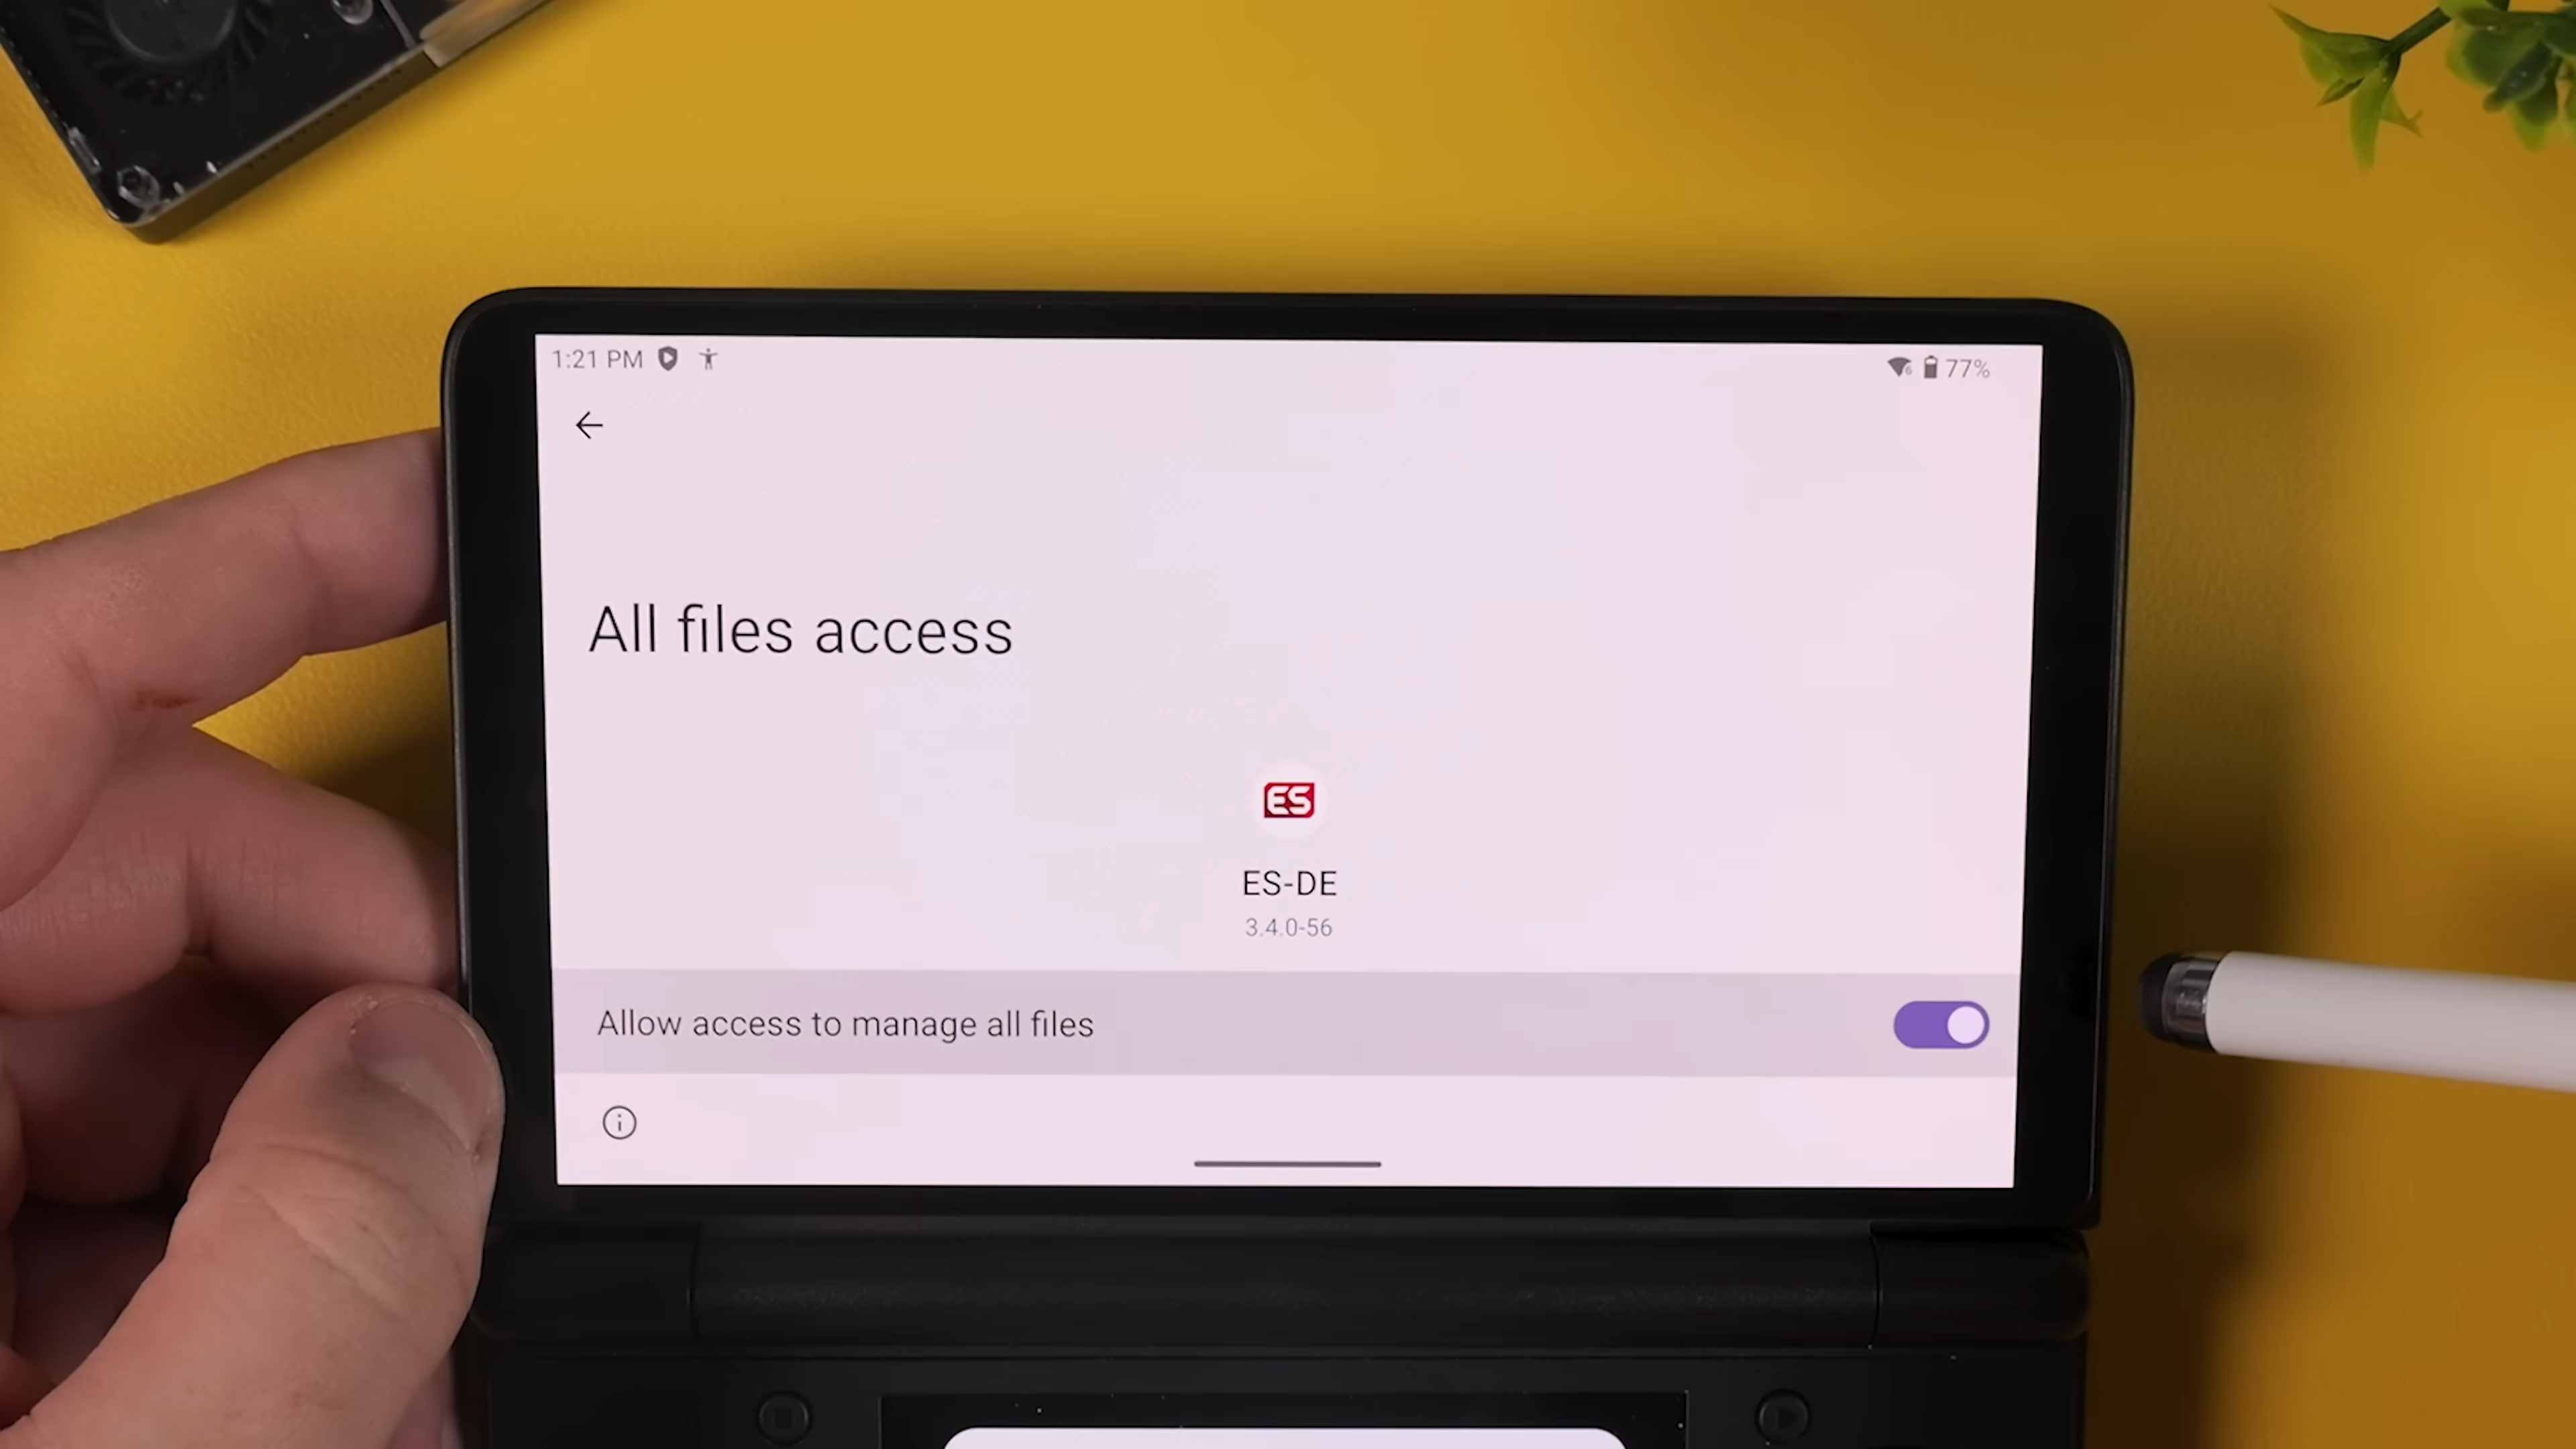 1:21 PM
77%
All files access
ES
ES-DE
3.4.0-56
Allow access to manage all files